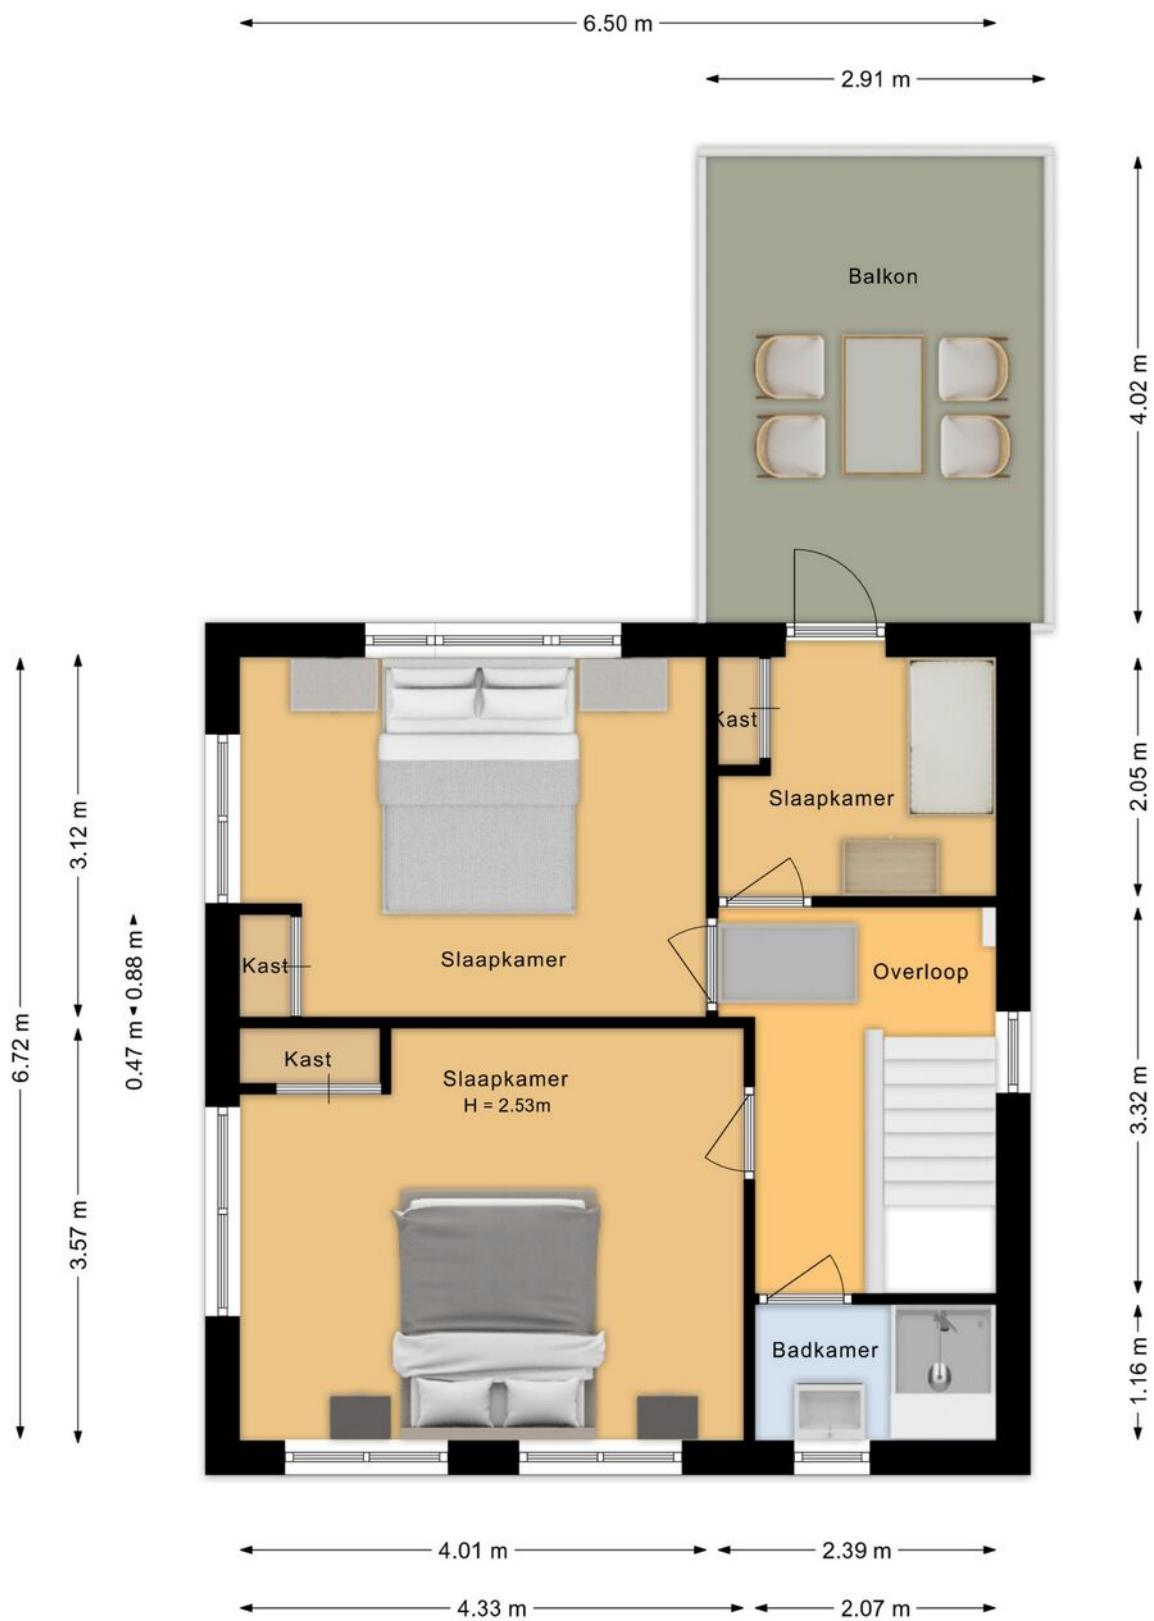 6.50 m
2.91 m
Balkon
4.02 m
Kast
Slaapkamer
2.05 m
3.12 m
6.72 m
0.47 m
0.88 m
Kast
Slaapkamer
Overloop
Kast
Slaapkamer
H = 2.53m
3.32 m
3.57 m
Badkamer
1.16 m
4.01 m
2.39 m
4.33 m
2.07 m